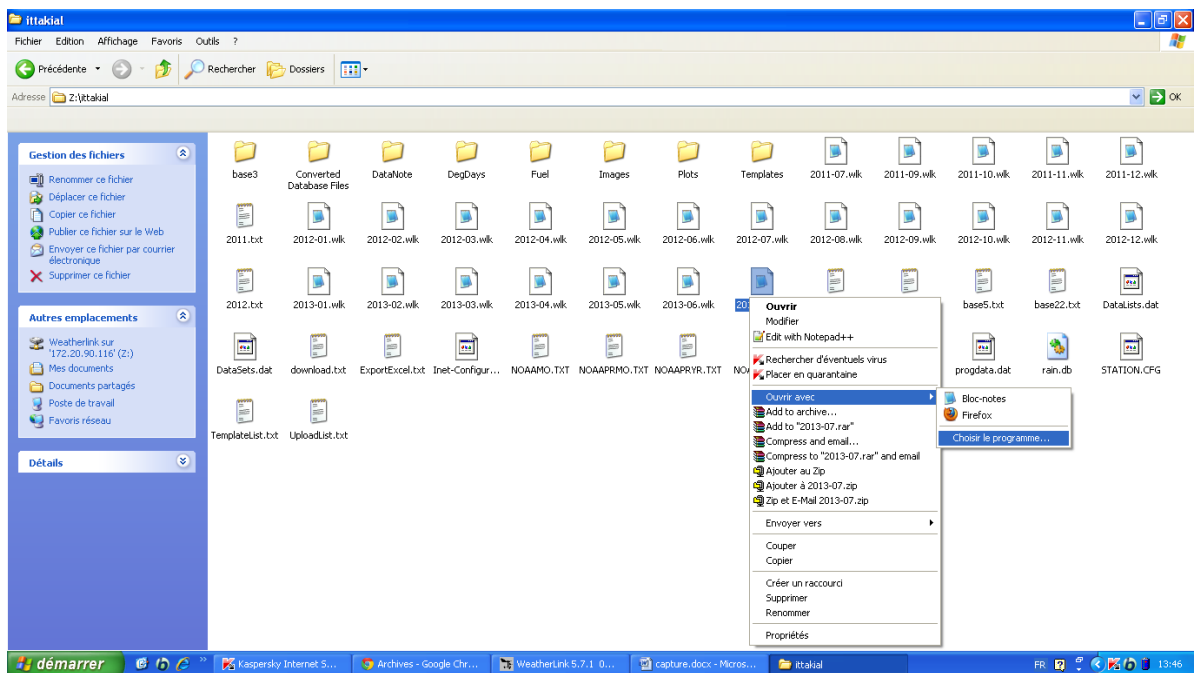 ittakial
Fichier Edition Affichage Favoris Outils ?
Précédente Rechercher Dossiers
Adresse Z:\ittakial OK
Gestion des fichiers
Renommer ce fichier
Déplacer ce fichier
Copier ce fichier
Publier ce fichier sur le Web
Envoyer ce fichier par courrier
électronique
Supprimer ce fichier
Autres emplacements
Weatherlink sur
'172.20.90.116' (Z:)
Mes documents
Documents partagés
Poste de travail
Favoris réseau
Détails
base3 Converted Database Files DataNote DegDays Fuel Images Plots Templates 2011-07.wlk 2011-09.wlk 2011-10.wlk 2011-11.wlk 2011-12.wlk
2011.txt 2012-01.wlk 2012-02.wlk 2012-03.wlk 2012-04.wlk 2012-05.wlk 2012-06.wlk 2012-07.wlk 2012-08.wlk 2012-09.wlk 2012-10.wlk 2012-11.wlk 2012-12.wlk
2012.txt 2013-01.wlk 2013-02.wlk 2013-03.wlk 2013-04.wlk 2013-05.wlk 2013-06.wlk 20 base5.txt base22.txt DataLists.dat
DataSets.dat download.txt ExportExcel.txt Inet-Configur... NOAAMO.TXT NOAAPRMO.TXT NOAAPRYR.TXT NO progdata.dat rain.db STATION.CFG
TemplateList.txt UploadList.txt
Ouvrir
Modifier
Edit with Notepad++
Rechercher d'éventuels virus
Placer en quarantaine
Ouvrir avec
Add to archive...
Add to "2013-07.rar"
Compress and email...
Compress to "2013-07.rar" and email
Ajouter au Zip
Ajouter à 2013-07.zip
Zip et E-Mail 2013-07.zip
Envoyer vers
Couper
Copier
Créer un raccourci
Supprimer
Renommer
Propriétés
Bloc-notes
Firefox
Choisir le programme...
démarrer Kaspersky Internet S... Archives - Google Chr... WeatherLink 5.7.1 0... capture.docx - Micros... ittakial FR 13:46